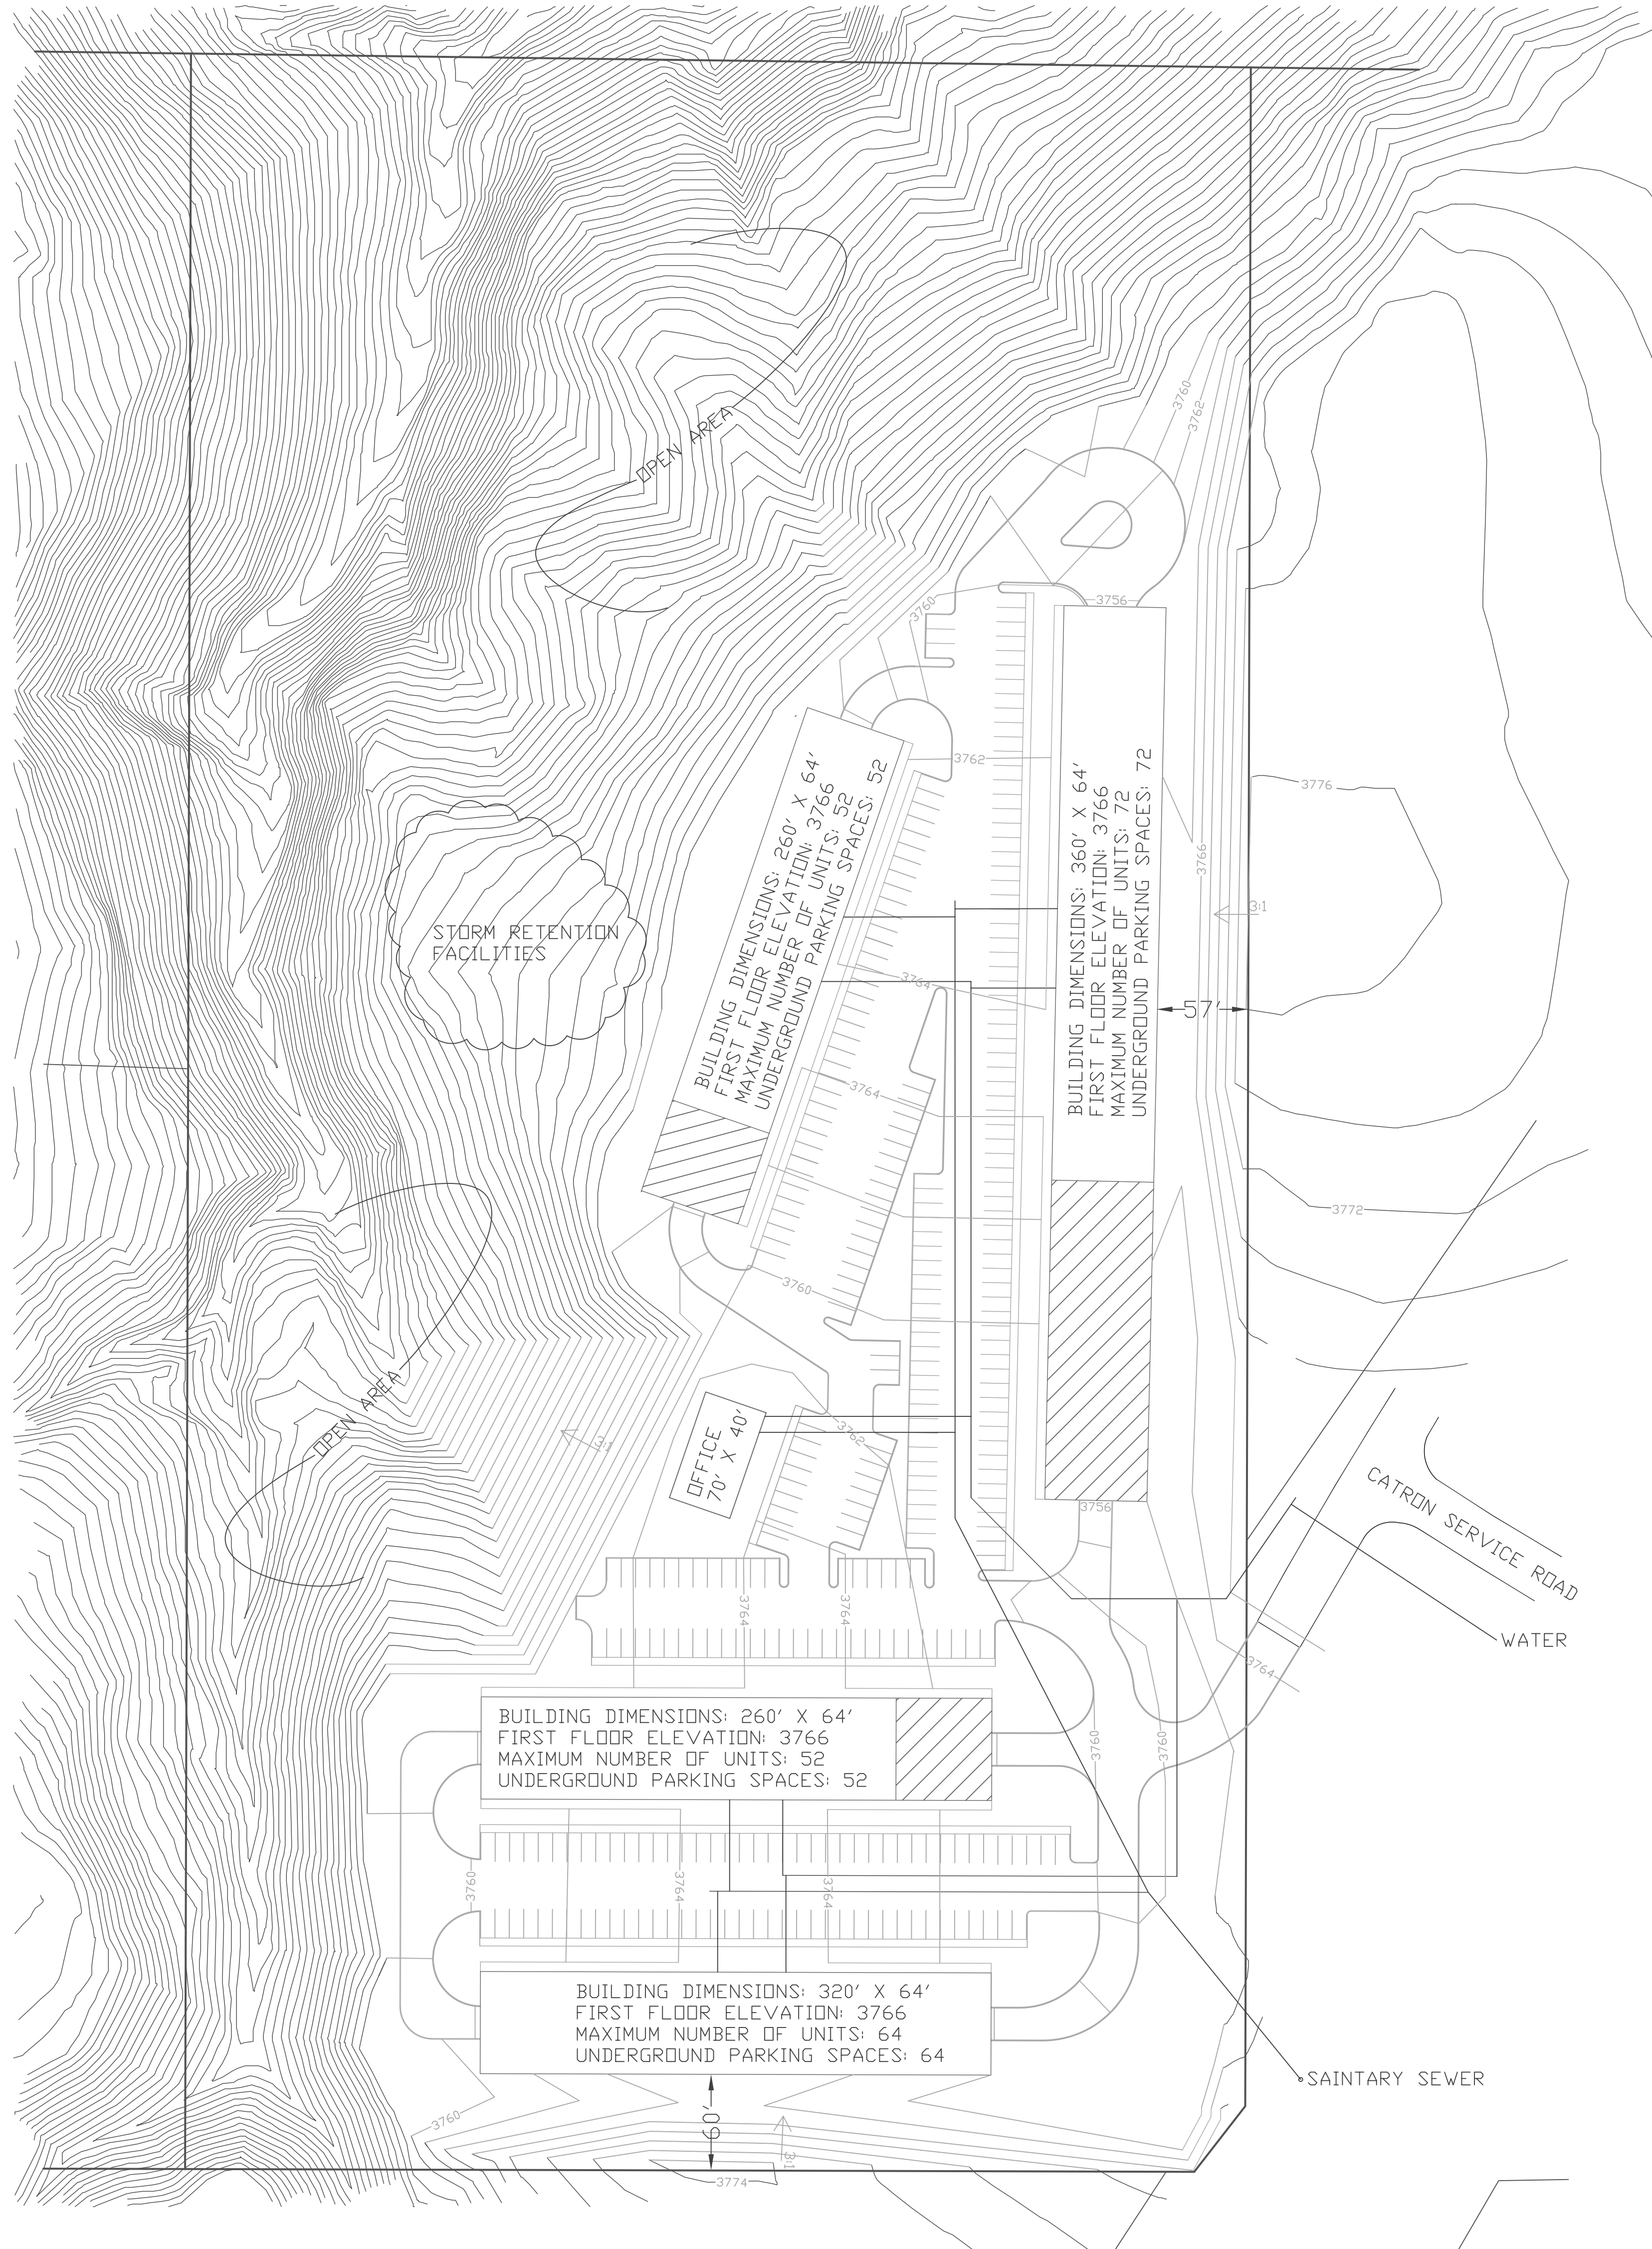 OPEN AREA
3760
3762
3756
3760
3762
3776
BUILDING DIMENSIONS: 260' X 64'
FIRST FLOOR ELEVATION: 3766
MAXIMUM NUMBER OF UNITS: 52
UNDERGROUND PARKING SPACES: 52
BUILDING DIMENSIONS: 360' X 64'
FIRST FLOOR ELEVATION: 3766
MAXIMUM NUMBER OF UNITS: 72
UNDERGROUND PARKING SPACES: 72
3766
3:1
STORM RETENTION
FACILITIES
3764
57'
3764
3772
3760
OPEN AREA
3:1
OFFICE
70' X 40'
3762
3756
CATRON SERVICE ROAD
WATER
3764
3764
3764
BUILDING DIMENSIONS: 260' X 64'
FIRST FLOOR ELEVATION: 3766
MAXIMUM NUMBER OF UNITS: 52
UNDERGROUND PARKING SPACES: 52
3760
3760
3760
3764
3764
BUILDING DIMENSIONS: 320' X 64'
FIRST FLOOR ELEVATION: 3766
MAXIMUM NUMBER OF UNITS: 64
UNDERGROUND PARKING SPACES: 64
SAINTARY SEWER
3760
60'
3:1
3774